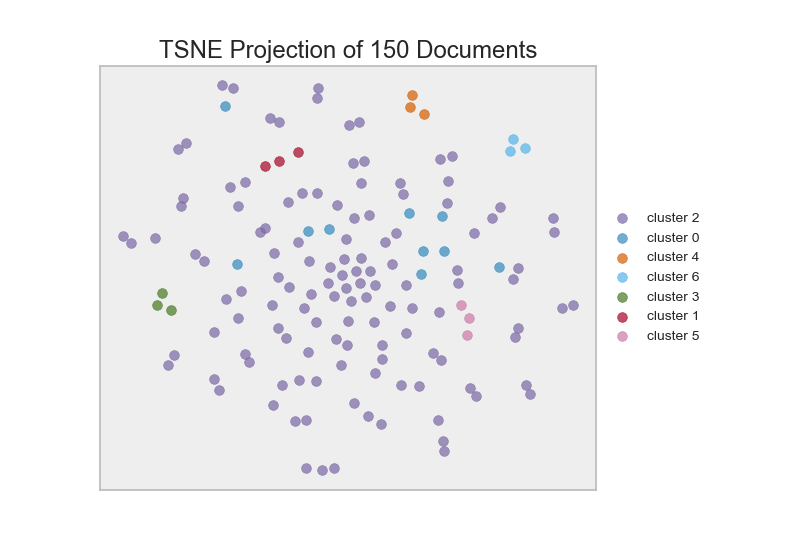 TSNE Projection of 150 Documents
cluster 2
cluster 0
cluster 4
cluster 6
cluster 3
cluster 1
cluster 5